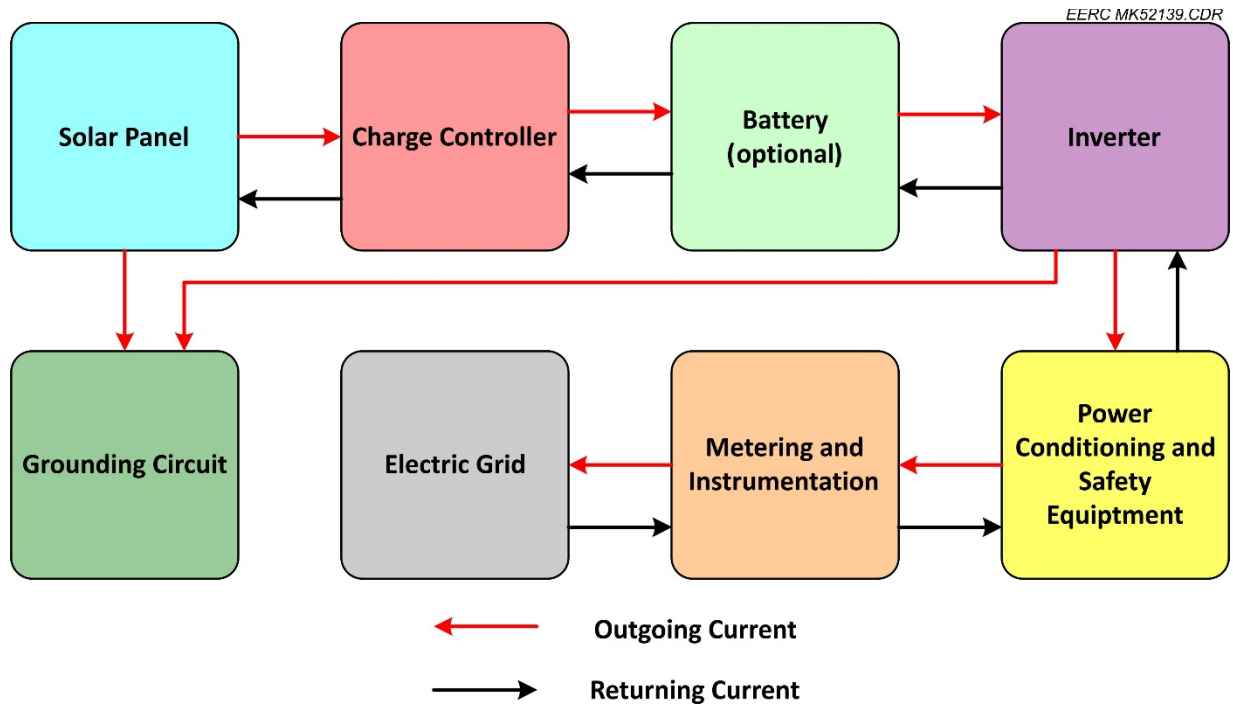 EERC MK52139.CDR
Solar Panel
Charge Controller
Battery
(optional)
Inverter
Grounding Circuit
Electric Grid
Metering and
Instrumentation
Power
Conditioning and
Safety
Equiptment
Outgoing Current
Returning Current